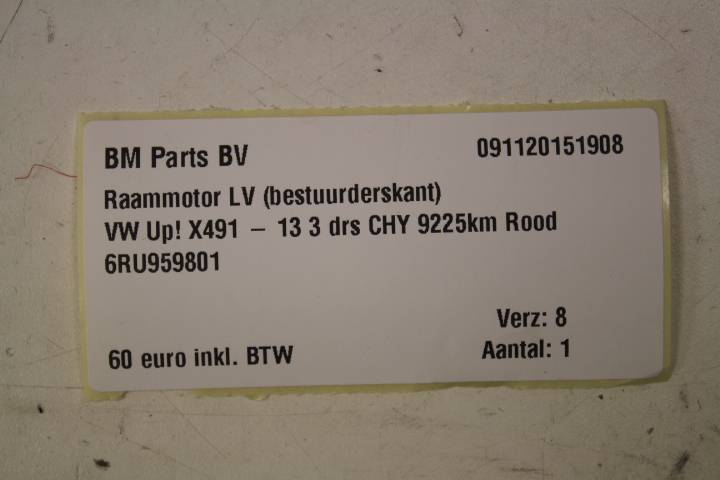 BM Parts BV 091120151908
Raammotor LV (bestuurderskant)
VW Up! X491 – 13 3 drs CHY 9225km Rood
6RU959801
Verz: 8
60 euro inkl. BTW Aantal: 1